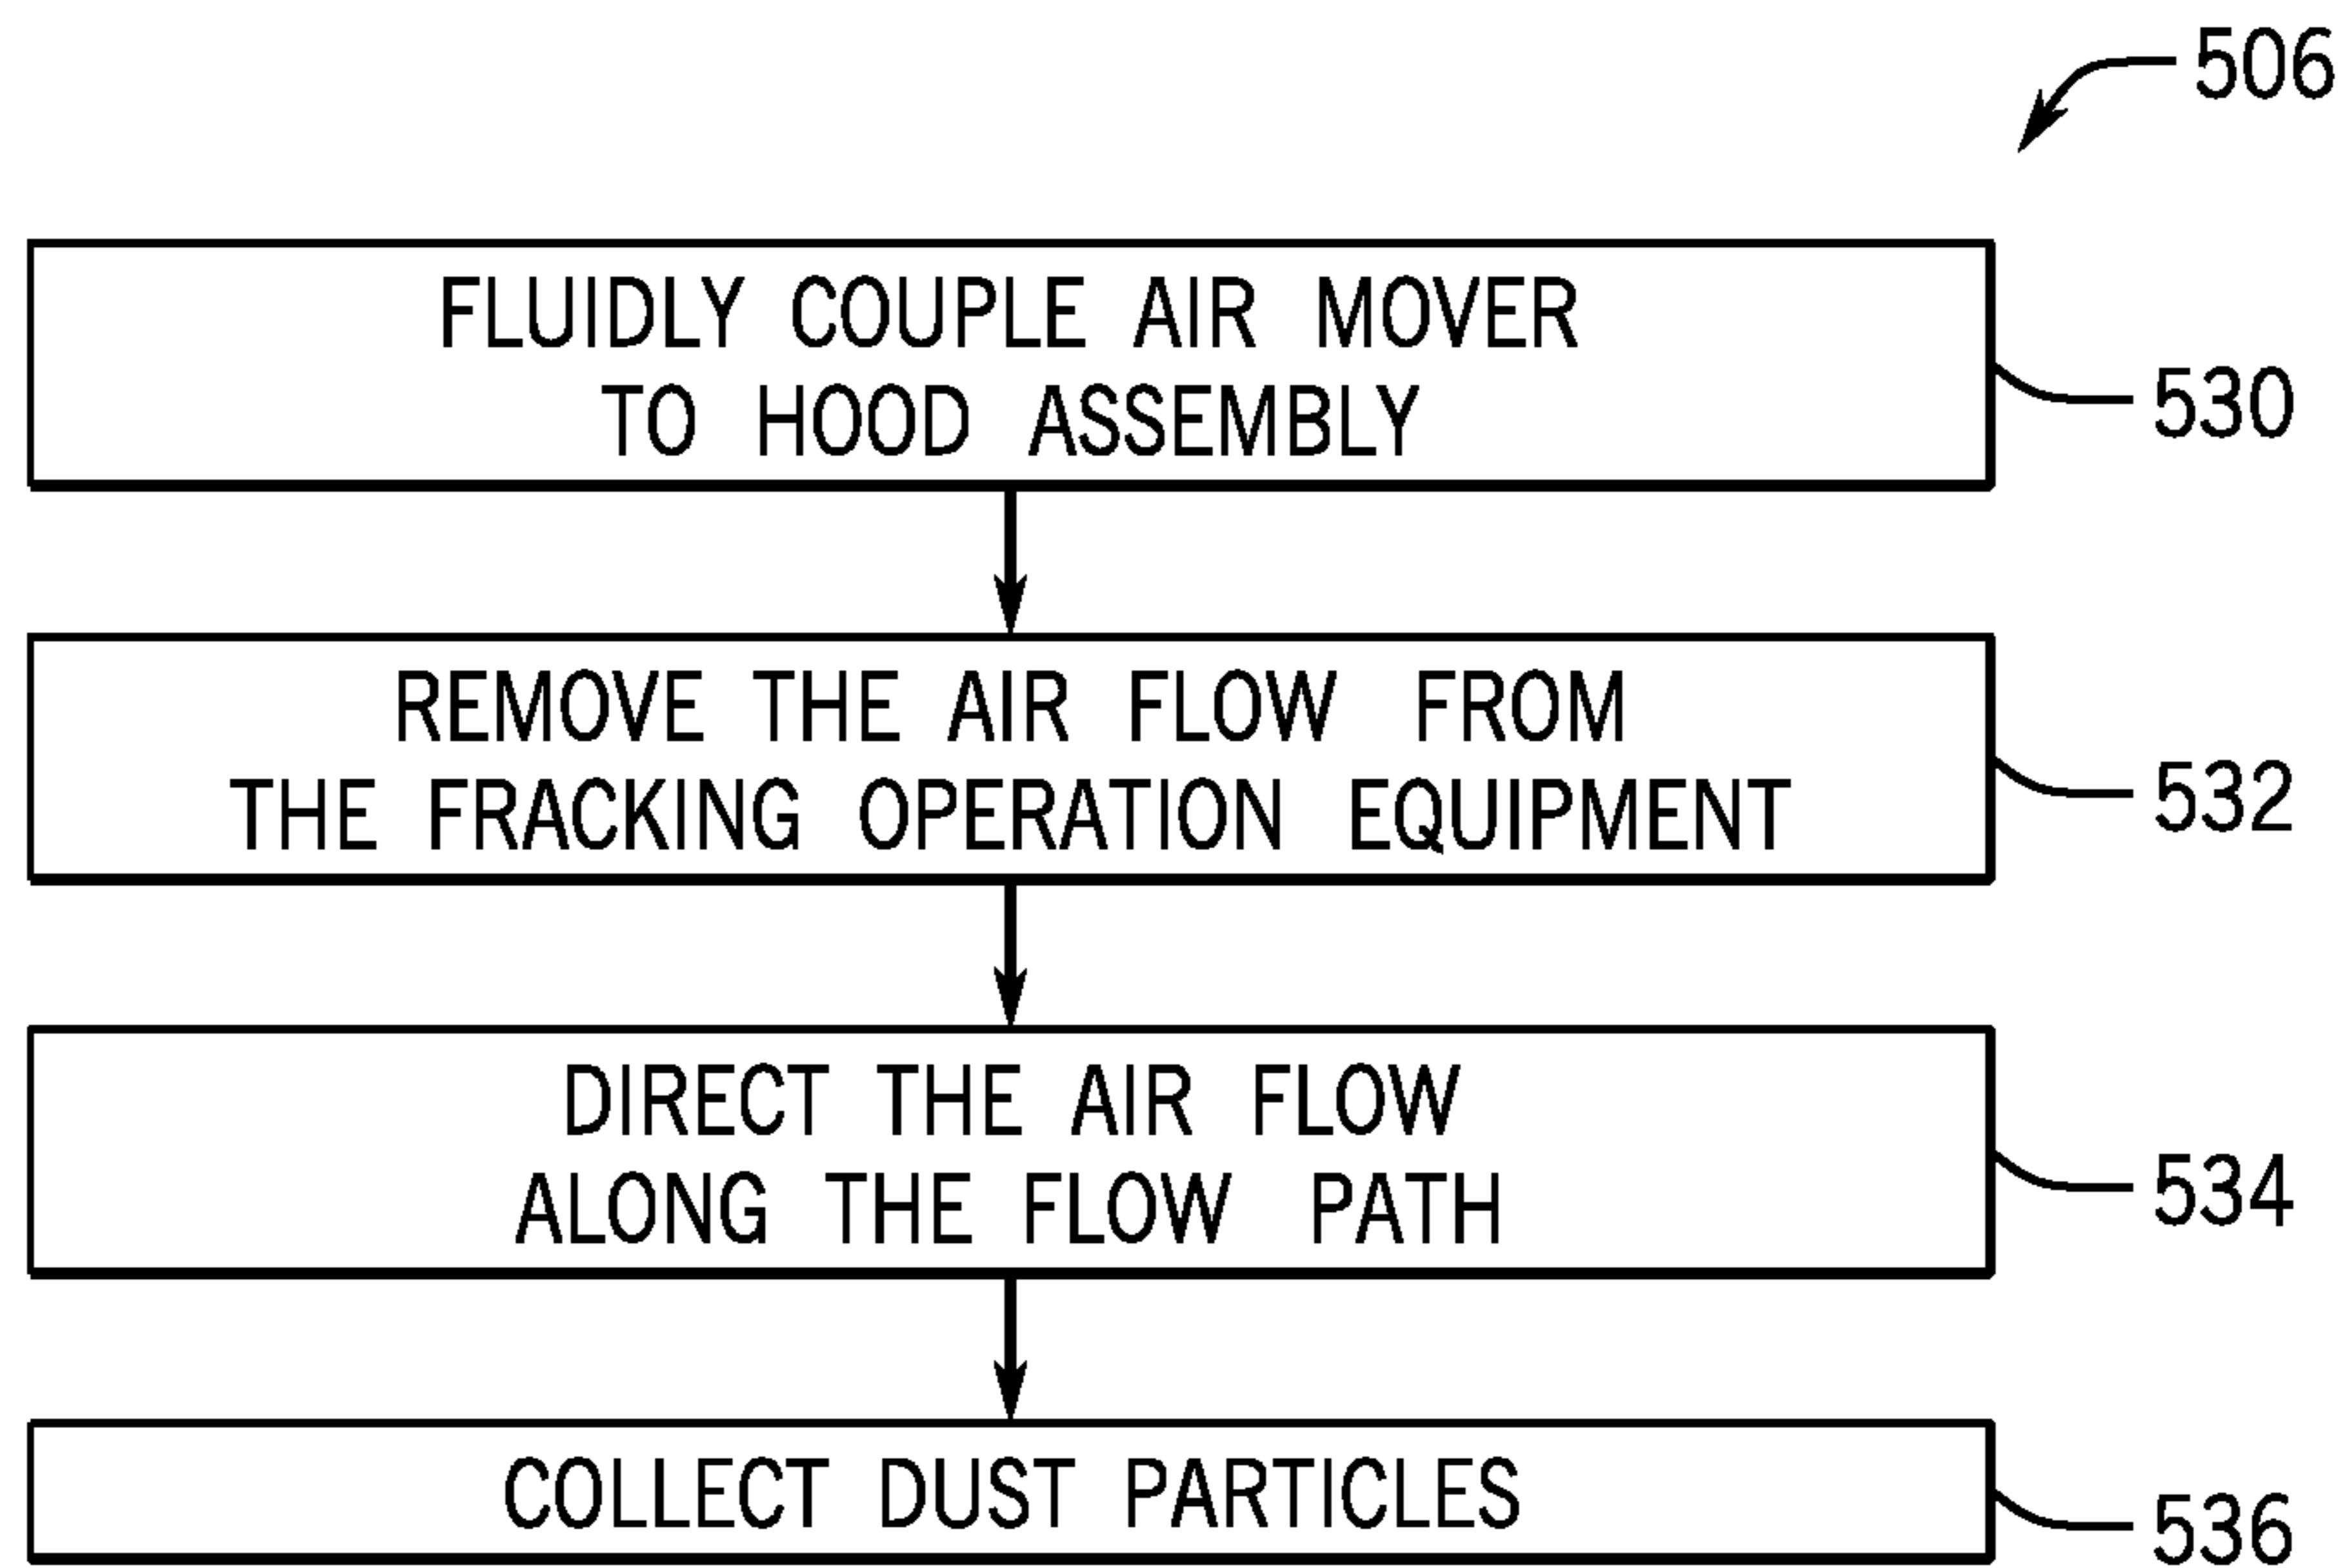 506
FLUIDLY COUPLE AIR MOVER
TO HOOD ASSEMBLY
530
REMOVE THE AIR FLOW FROM
THE FRACKING OPERATION EQUIPMENT
532
DIRECT THE AIR FLOW
ALONG THE FLOW PATH
534
COLLECT DUST PARTICLES
536